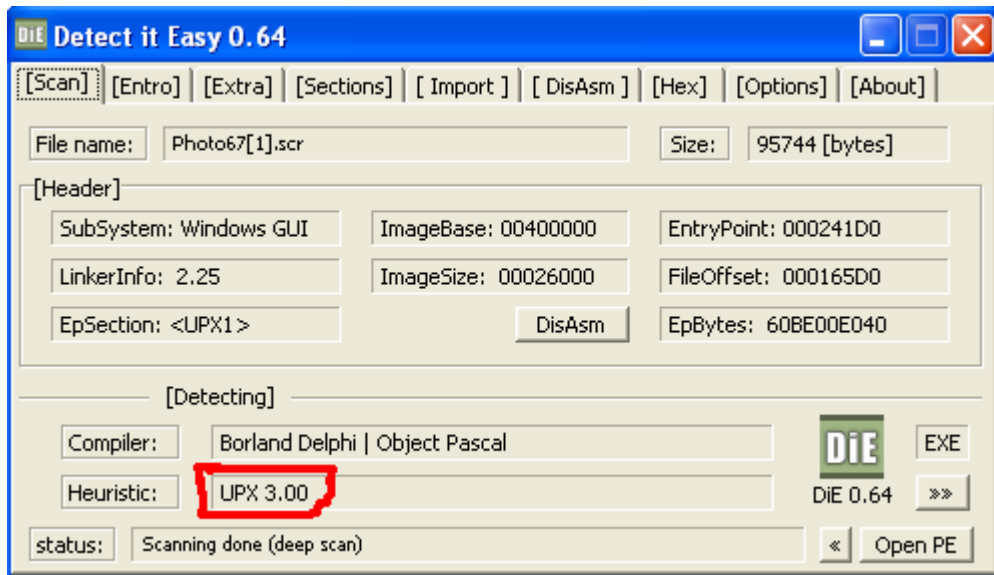 DiE Detect it Easy 0.64
[Scan] [Entro] [Extra] [Sections] [ Import ] [ DisAsm ] [Hex] [Options] [About]
File name: Photo67[1].scr Size: 95744 [bytes]
[Header]
SubSystem: Windows GUI ImageBase: 00400000 EntryPoint: 000241D0
LinkerInfo: 2.25 ImageSize: 00026000 FileOffset: 000165D0
EpSection: <UPX1> DisAsm EpBytes: 60BE00E040
[Detecting]
Compiler: Borland Delphi | Object Pascal DiE EXE
Heuristic: UPX 3.00 DiE 0.64 »»
status: Scanning done (deep scan) « Open PE